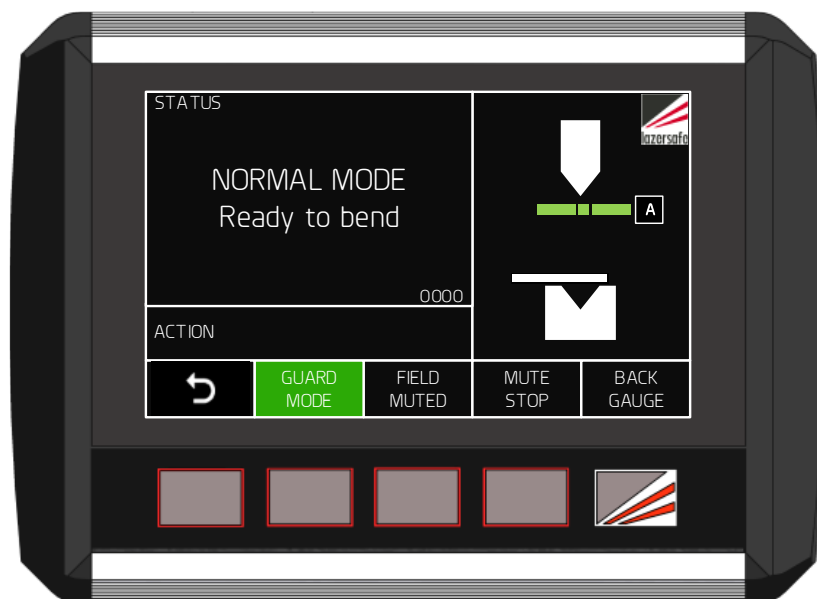 STATUS
lazersafe
NORMAL MODE
Ready to bend
A
0000
ACTION
GUARD
MODE
FIELD
MUTED
MUTE
STOP
BACK
GAUGE